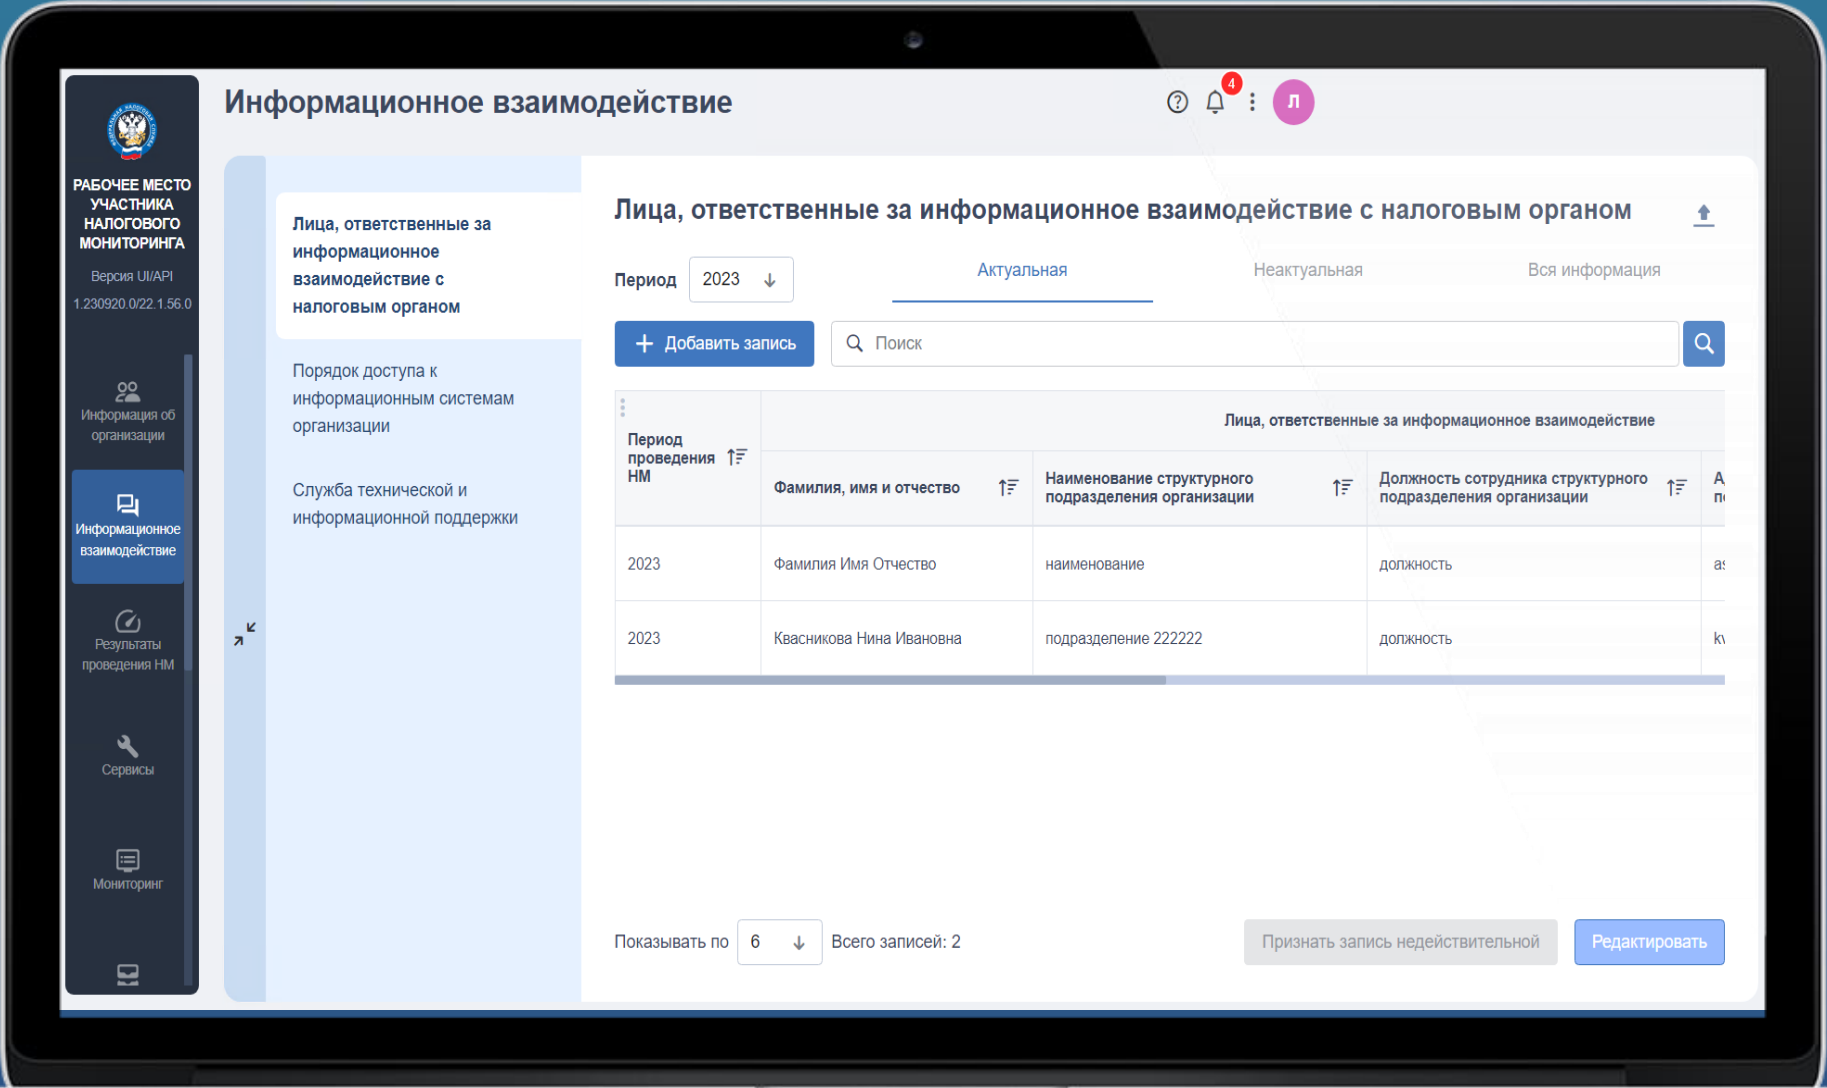 Информационное взаимодействие
4
Л
РАБОЧЕЕ МЕСТО
УЧАСТНИКА
НАЛОГОВОГО
МОНИТОРИНГА
Версия UI/API
1.230920.0/22.1.56.0
Информация об
организации
Информационное
взаимодействие
Результаты
проведения НМ
Сервисы
Мониторинг
Лица, ответственные за
информационное
взаимодействие с
налоговым органом
Порядок доступа к
информационным системам
организации
Служба технической и
информационной поддержки
Лица, ответственные за информационное взаимодействие с налоговым органом
Период 2023
Актуальная Неактуальная Вся информация
Добавить запись Поиск
Лица, ответственные за информационное взаимодействие
Период
проведения
НМ
Фамилия, имя и отчество
Наименование структурного
подразделения организации
Должность сотрудника структурного
подразделения организации
2023 Фамилия Имя Отчество наименование должность
2023 Квасникова Нина Ивановна подразделение 222222 должность
Показывать по 6 Всего записей: 2
Признать запись недействительной Редактировать